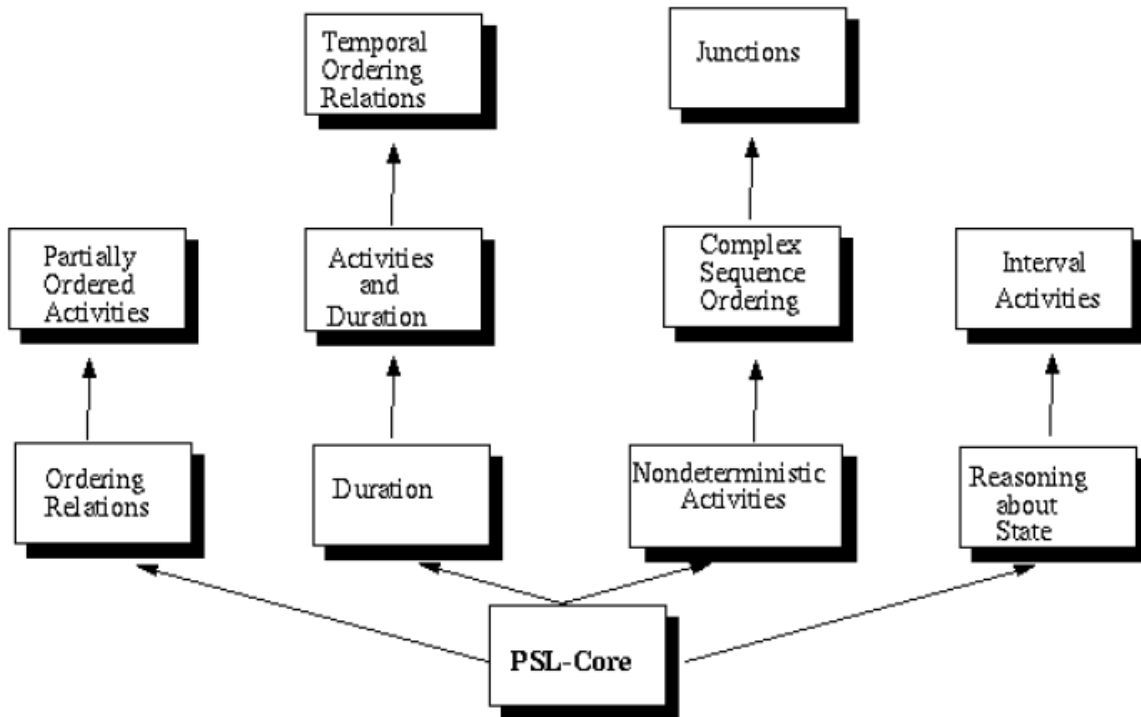 Temporal
Ordering
Relations
Junctions
Partially
Ordered
Activities
Activities
and
Duration
Complex
Sequence
Ordering
Interval
Activities
Ordering
Relations
Duration
Nondeterministic
Activities
Reasoning
about
State
PSL-Core